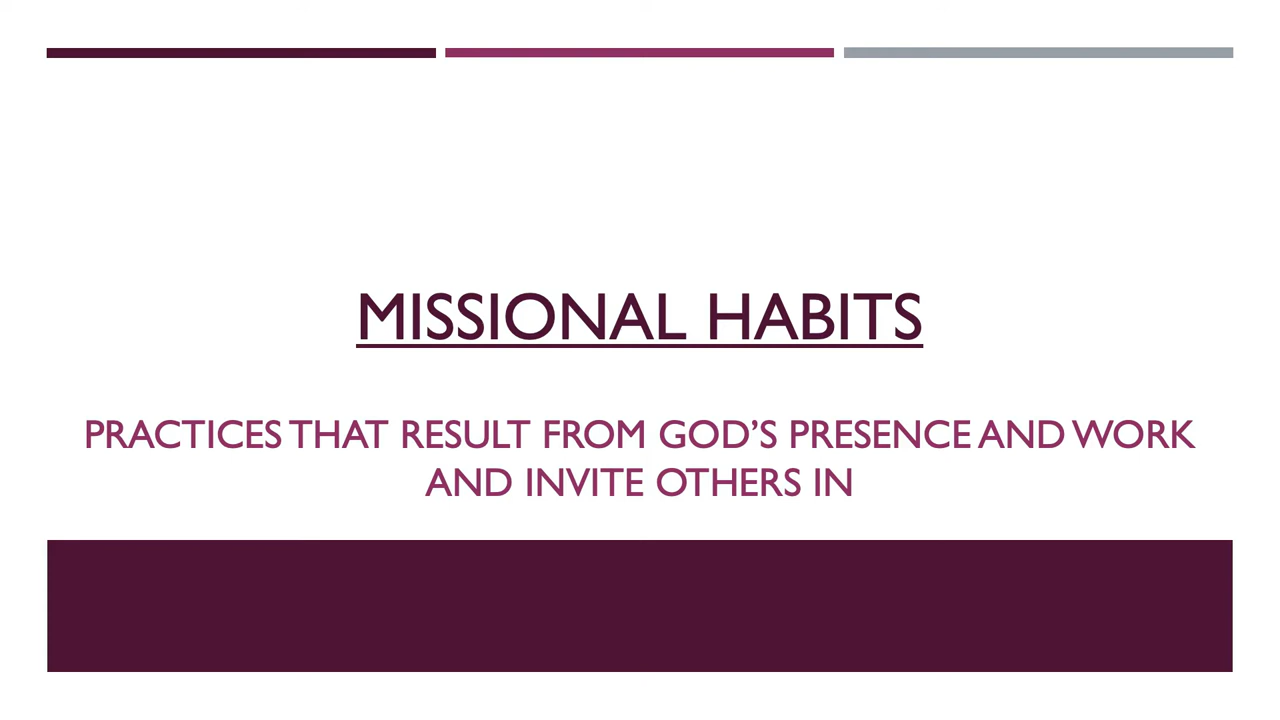 MISSIONAL HABITS
PRACTICES THAT RESULT FROM GOD’S PRESENCE AND WORK
AND INVITE OTHERS IN